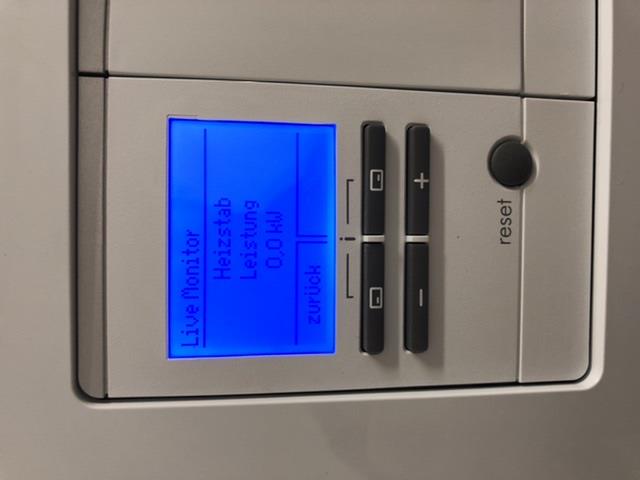 Live Monitor
Heizstab
Leistung
0,0 kW
zurück
i
+
-
reset